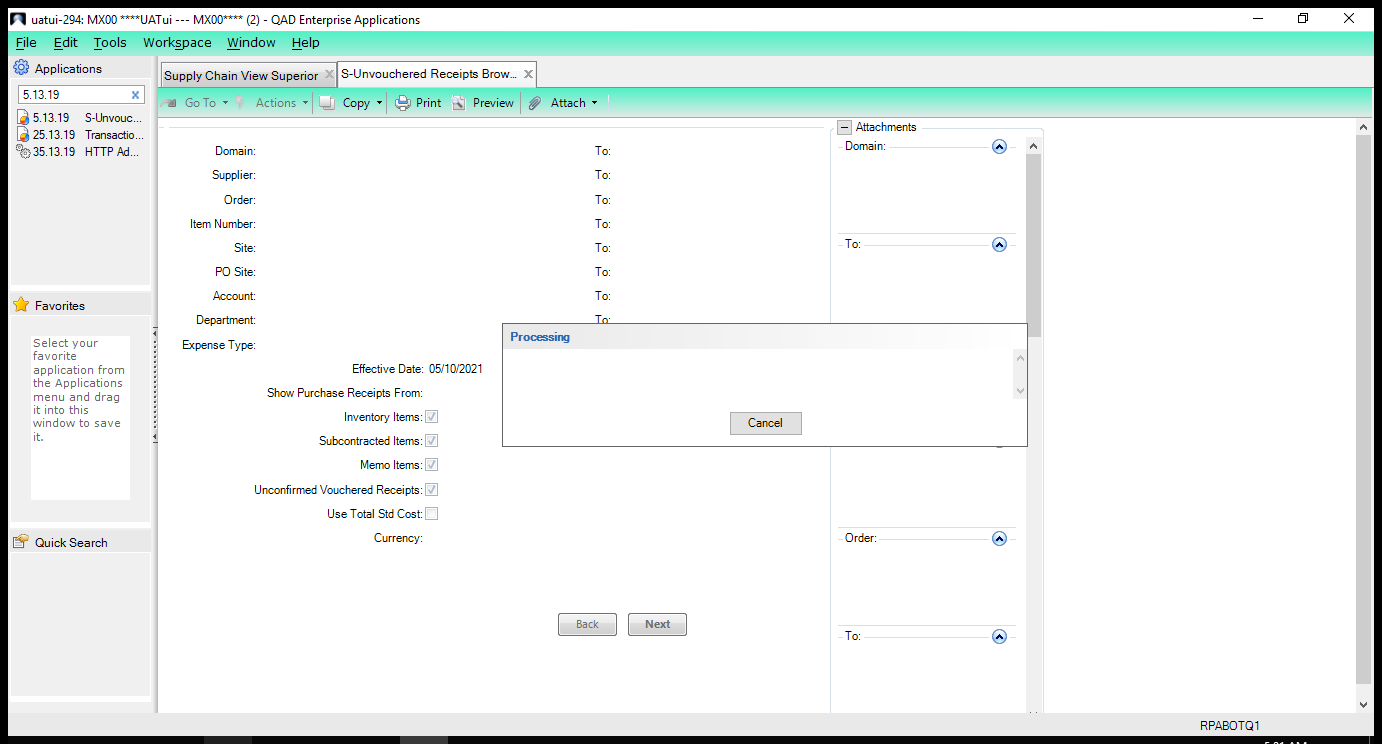 uatui-294: MX00 ****UATui --- MX00**** (2) - QAD Enterprise Applications
File Edit Tools Workspace Window Help
Applications
5.13.19
5.13.19 S-Unvouc...
25.13.19 Transactio...
35.13.19 HTTP Ad...
Favorites
Select your
favorite
application from
the Applications
menu and drag
it into this
window to save
it.
Quick Search
Supply Chain View Superior
S-Unvouchered Receipts Brow...
Go To Actions Copy Print Preview Attach
Domain: To:
Supplier: To:
Order: To:
Item Number: To:
Site: To:
PO Site: To:
Account: To:
Department: To:
Expense Type:
Effective Date: 05/10/2021
Show Purchase Receipts From:
Inventory Items:
Subcontracted Items:
Memo Items:
Unconfirmed Vouchered Receipts:
Use Total Std Cost:
Currency:
Back Next
Processing
Cancel
Attachments
Domain:
To:
Order:
To:
RPABOTQ1